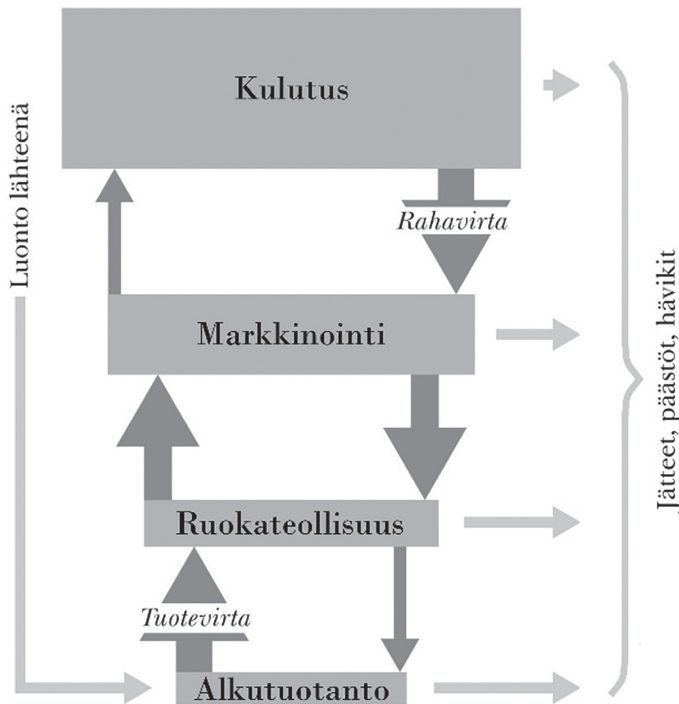 Kulutus
Luonto lähteenä
Rahavirta
Markkinointi
Jätteet, päästöt, hävikit
Ruokateollisuus
Tuotevirta
Alkutuotanto